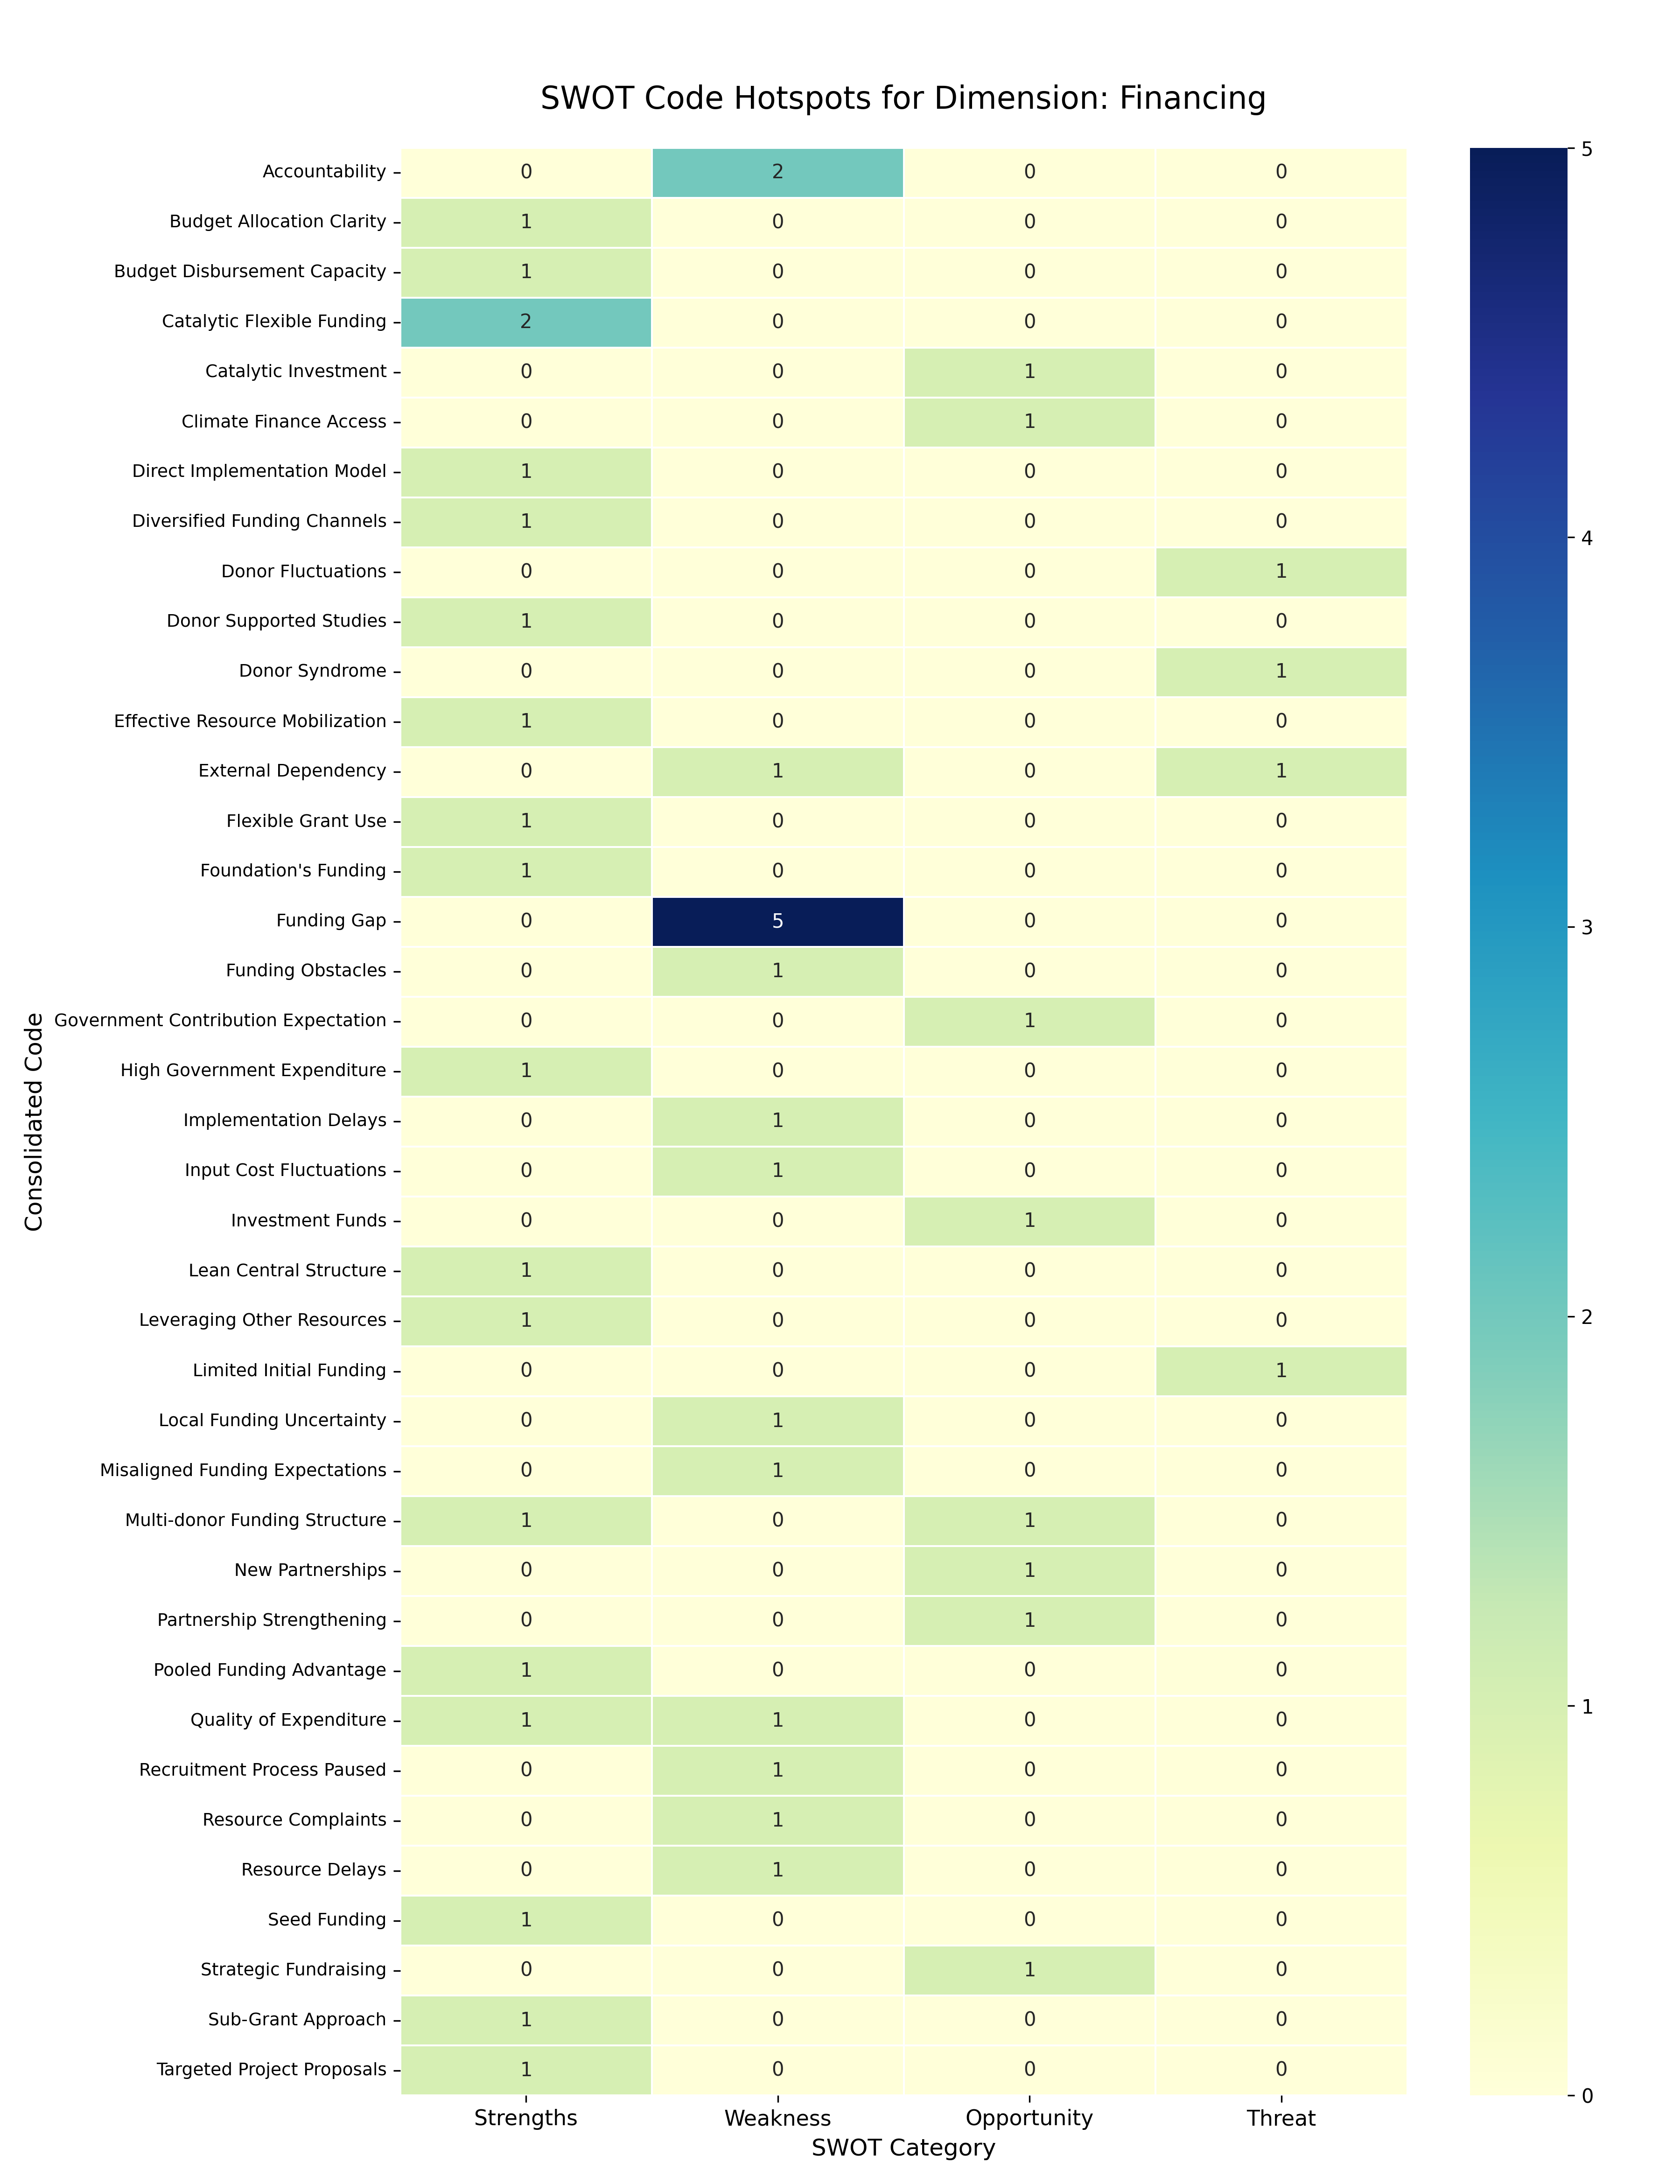 SWOT Code Hotspots for Dimension: Financing
Accountability 0 2 0 0
Budget Allocation Clarity 1 0 0 0
Budget Disbursement Capacity 1 0 0 0
Catalytic Flexible Funding 2 0 0 0
Catalytic Investment 0 0 1 0
Climate Finance Access 0 0 1 0
Direct Implementation Model 1 0 0 0
Diversified Funding Channels 1 0 0 0
Donor Fluctuations 0 0 0 1
Donor Supported Studies 1 0 0 0
Donor Syndrome 0 0 0 1
Effective Resource Mobilization 1 0 0 0
External Dependency 0 1 0 1
Flexible Grant Use 1 0 0 0
Foundation's Funding 1 0 0 0
Funding Gap 0 5 0 0
Funding Obstacles 0 1 0 0
Government Contribution Expectation 0 0 1 0
High Government Expenditure 1 0 0 0
Implementation Delays 0 1 0 0
Input Cost Fluctuations 0 1 0 0
Investment Funds 0 0 1 0
Lean Central Structure 1 0 0 0
Leveraging Other Resources 1 0 0 0
Limited Initial Funding 0 0 0 1
Local Funding Uncertainty 0 1 0 0
Misaligned Funding Expectations 0 1 0 0
Multi-donor Funding Structure 1 0 1 0
New Partnerships 0 0 1 0
Partnership Strengthening 0 0 1 0
Pooled Funding Advantage 1 0 0 0
Quality of Expenditure 1 1 0 0
Recruitment Process Paused 0 1 0 0
Resource Complaints 0 1 0 0
Resource Delays 0 1 0 0
Seed Funding 1 0 0 0
Strategic Fundraising 0 0 1 0
Sub-Grant Approach 1 0 0 0
Targeted Project Proposals 1 0 0 0
Strengths Weakness Opportunity Threat
SWOT Category
Consolidated Code
5
4
3
2
1
0